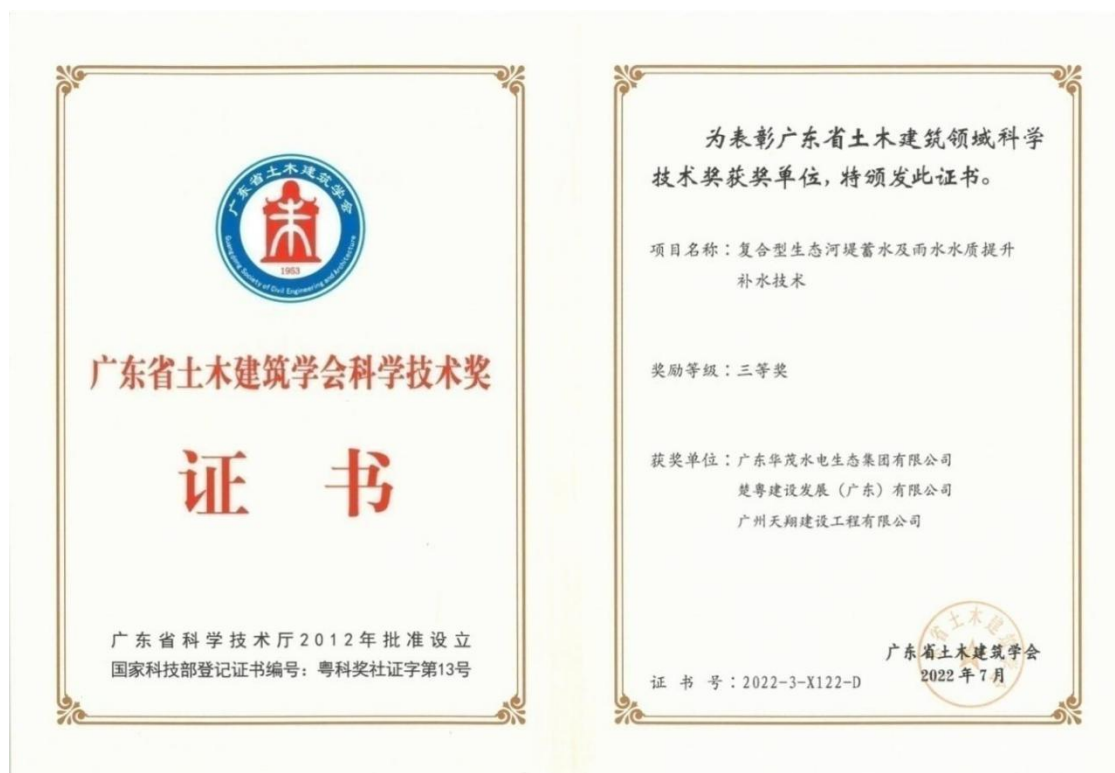 广东省土木建筑学会
Guangdong Society of Civil Engineering and Architecture
1953
广东省土木建筑学会科学技术奖
证 书
广东省科学技术厅2012年批准设立
国家科技部登记证书编号：粤科奖社证字第13号
为表彰广东省土木建筑领域科学
技术奖获奖单位，特颁发此证书。
项目名称：复合型生态河堤蓄水及雨水水质提升
补水技术
奖励等级：三等奖
获奖单位：广东华茂水电生态集团有限公司
楚粤建设发展（广东）有限公司
广州天翔建设工程有限公司
广东省土木建筑学会
2022年7月
证 书 号：2022-3-X122-D